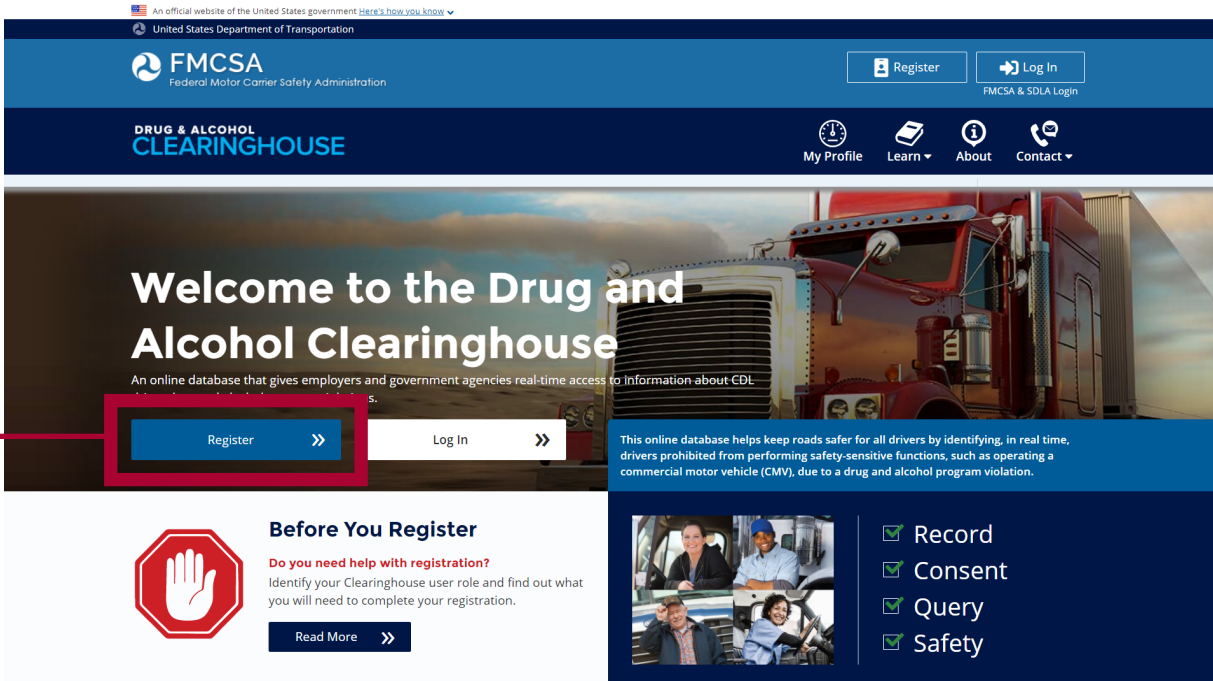 An official website of the United States government Here's how you know
United States Department of Transportation
FMCSA
Federal Motor Carrier Safety Administration
Register
Log In
FMCSA & SDLA Login
DRUG & ALCOHOL
CLEARINGHOUSE
My Profile
Learn
About
Contact
Welcome to the Drug and
Alcohol Clearinghouse
An online database that gives employers and government agencies real-time access to information about CDL
Register
Log In
This online database helps keep roads safer for all drivers by identifying, in real time,
drivers prohibited from performing safety-sensitive functions, such as operating a
commercial motor vehicle (CMV), due to a drug and alcohol program violation.
Before You Register
Do you need help with registration?
Identify your Clearinghouse user role and find out what
you will need to complete your registration.
Read More
Record
Consent
Query
Safety